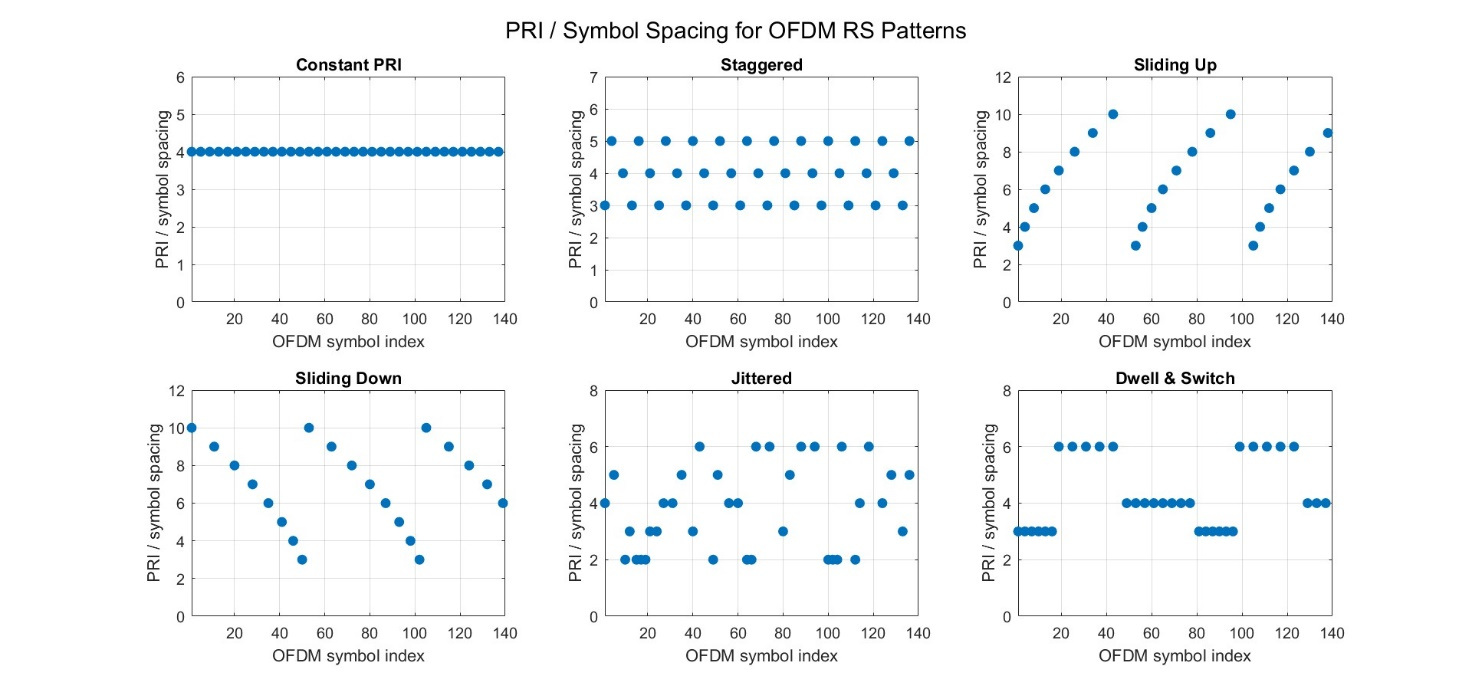 PRI / Symbol Spacing for OFDM RS Patterns
Constant PRI
PRI / symbol spacing
6
5
4
3
2
1
0
20 40 60 80 100 120 140
OFDM symbol index
Staggered
PRI / symbol spacing
7
6
5
4
3
2
1
0
20 40 60 80 100 120 140
OFDM symbol index
Sliding Up
PRI / symbol spacing
12
10
8
6
4
2
0
20 40 60 80 100 120 140
OFDM symbol index
Sliding Down
PRI / symbol spacing
12
10
8
6
4
2
0
20 40 60 80 100 120 140
OFDM symbol index
Jittered
PRI / symbol spacing
8
6
4
2
0
20 40 60 80 100 120 140
OFDM symbol index
Dwell & Switch
PRI / symbol spacing
8
6
4
2
0
20 40 60 80 100 120 140
OFDM symbol index